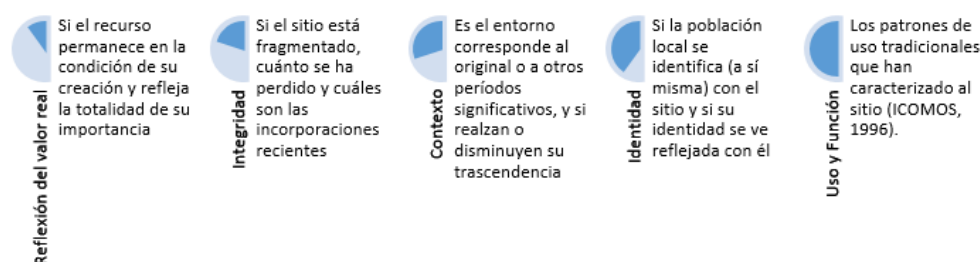 Reflexión del valor real
Si el recurso
permanece en la
condición de su
creación y refleja
la totalidad de su
importancia
Integridad
Si el sitio está
fragmentado,
cuánto se ha
perdido y cuáles
son las
incorporaciones
recientes
Contexto
Es el entorno
corresponde al
original o a otros
períodos
significativos, y si
realzan o
disminuyen su
trascendencia
Identidad
Si la población
local se
identifica (a sí
misma) con el
sitio y si su
identidad se ve
reflejada con él
Uso y Función
Los patrones de
uso tradicionales
que han
caracterizado al
sitio (ICOMOS,
1996).